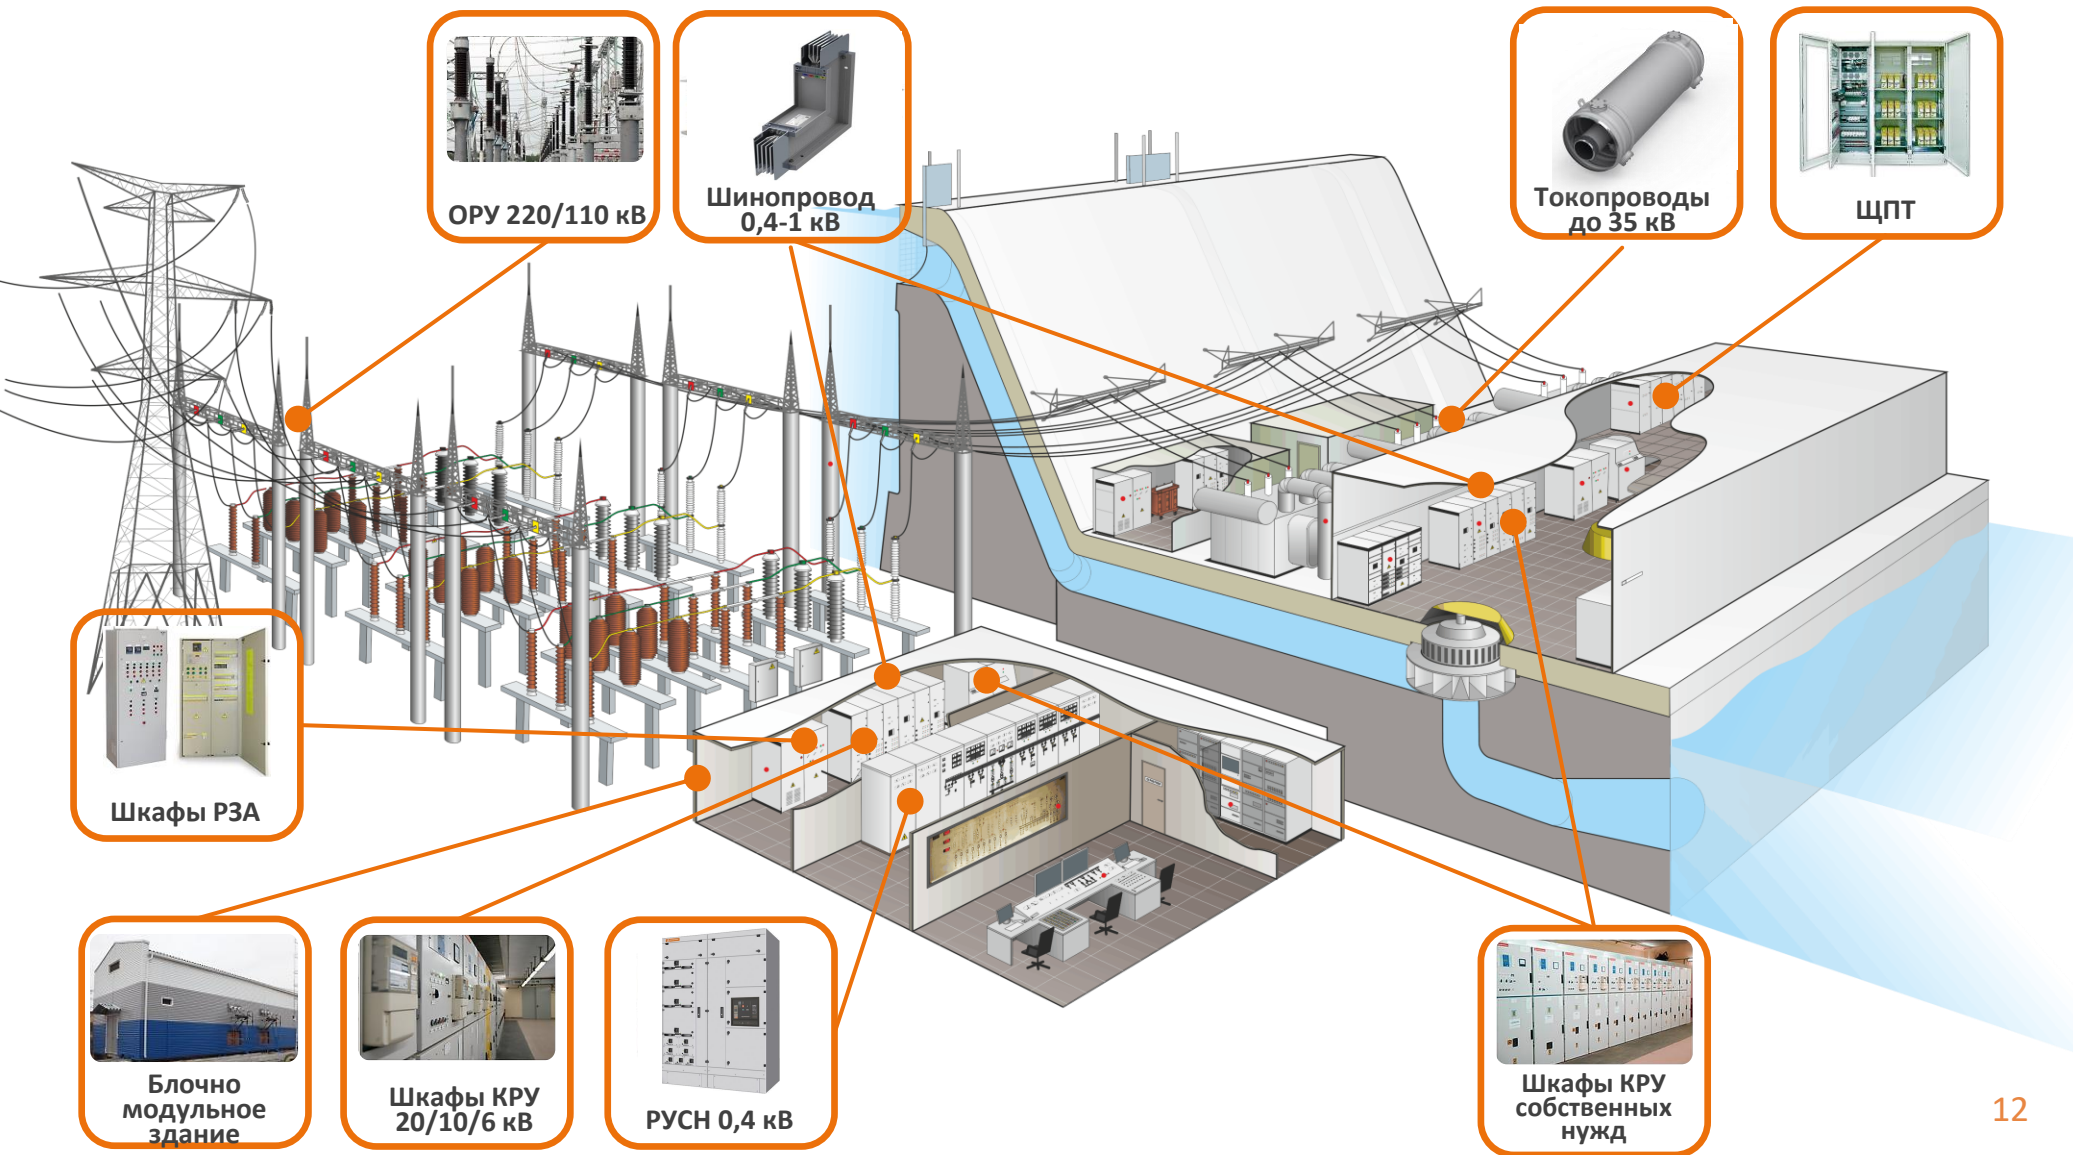 ОРУ 220/110 кВ
Шинопровод
0,4-1 кВ
Токопроводы
до 35 кВ
ЩПТ
Шкафы РЗА
Блочно
модульное
здание
Шкафы КРУ
20/10/6 кВ
РУСН 0,4 кВ
Шкафы КРУ
собственных
нужд
12